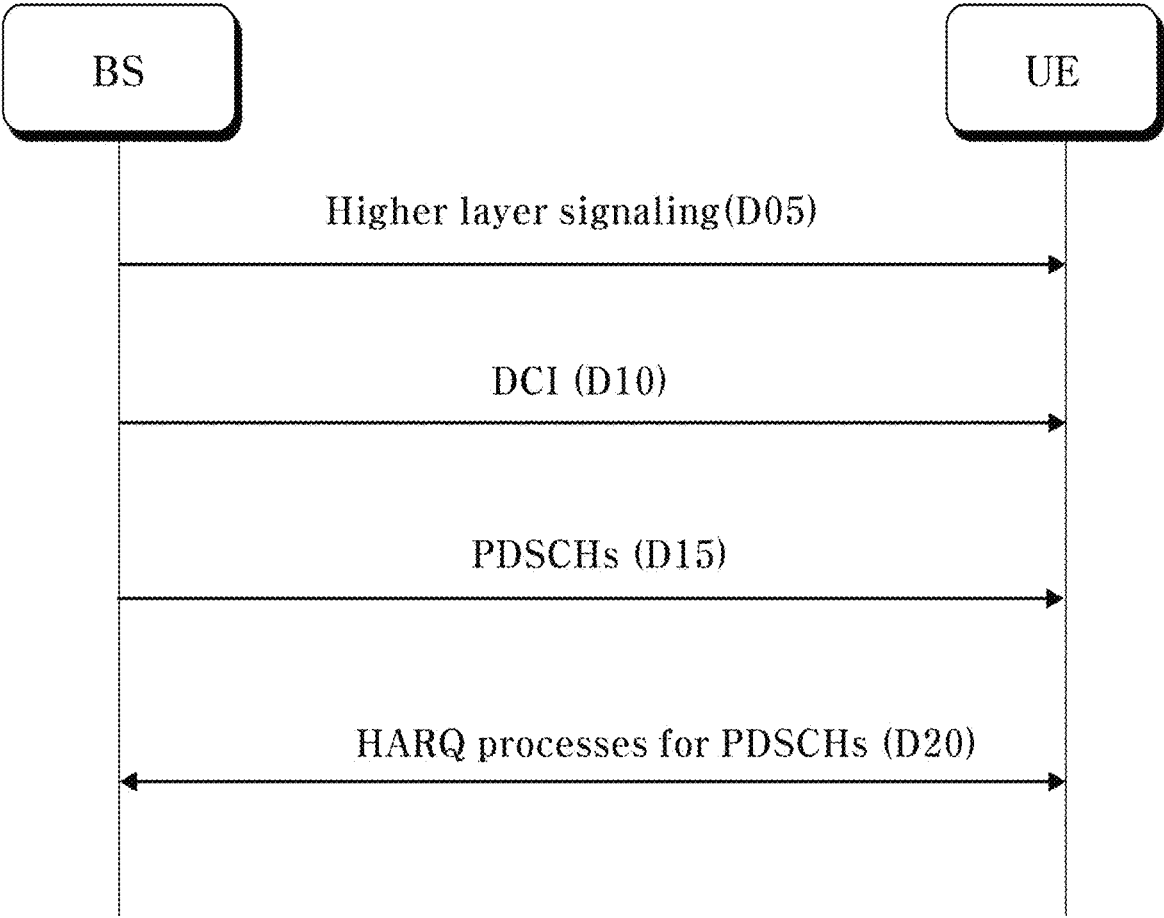 BS
UE
Higher layer signaling(D05)
DCI (D10)
PDSCHs (D15)
HARQ processes for PDSCHs (D20)